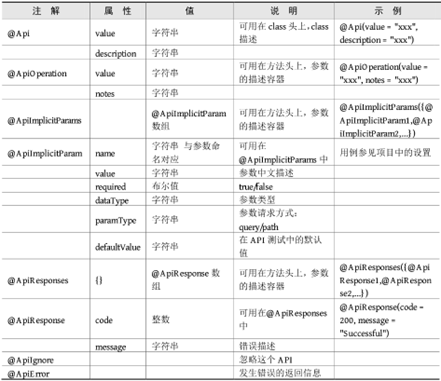 注 解 属 性 值 说 明 示 例
@Api value 字符串 可用在 class 头上,class 描述 @Api(value = "xxx", description = "xxx")
description 字符串
@ApiOperation value 字符串 可用在方法头上，参数的描述容器 @ApiOperation(value = "xxx", notes = "xxx")
notes 字符串
@ApiImplicitParams @ApiImplicitParam 数组 可用在方法头上，参数的描述容器 @ApiImplicitParams({@ApiImplicitParam1,@ApiImplicitParam2,...})
@ApiImplicitParam name 字符串 与参数命名对应 可用在 @ApiImplicitParams 中 用例参见项目中的设置
value 字符串 参数中文描述
required 布尔值 true/false
dataType 字符串 参数类型
paramType 字符串 参数请求方式：query/path
defaultValue 字符串 在 API 测试中的默认值
@ApiResponses {} @ApiResponse 数组 可用在方法头上，参数的描述容器 @ApiResponses({@ApiResponse1,@ApiResponse2,...})
@ApiResponse code 整数 可用在@ApiResponses 中 @ApiResponse(code = 200, message = "Successful")
message 字符串 错误描述
@ApiIgnore 忽略这个 API
@ApiError 发生错误的返回信息